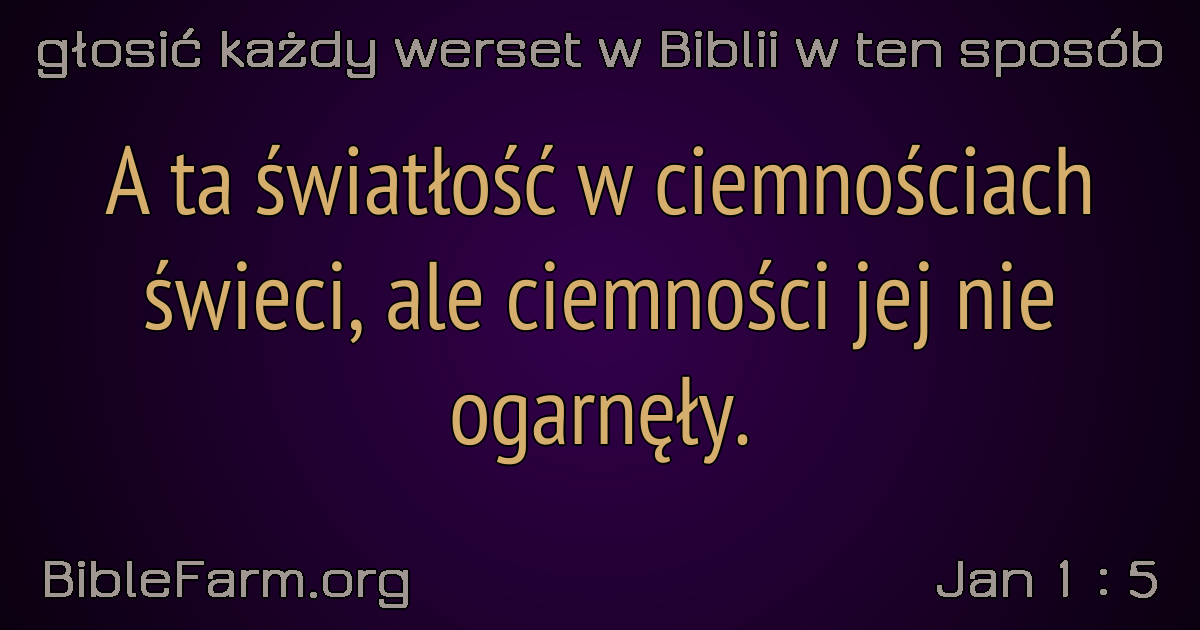 głosić każdy werset w Biblii w ten sposób
A ta światłość w ciemnościach
świeci, ale ciemności jej nie
ogarnęły.
BibleFarm.org
Jan 1 : 5